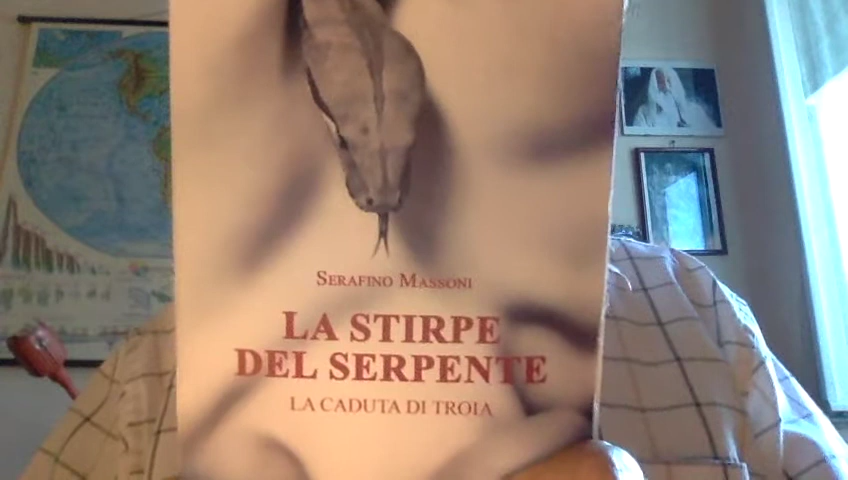 SERAFINO MASSONI
LA STIRPE
DEL SERPENTE
LA CADUTA DI TROIA